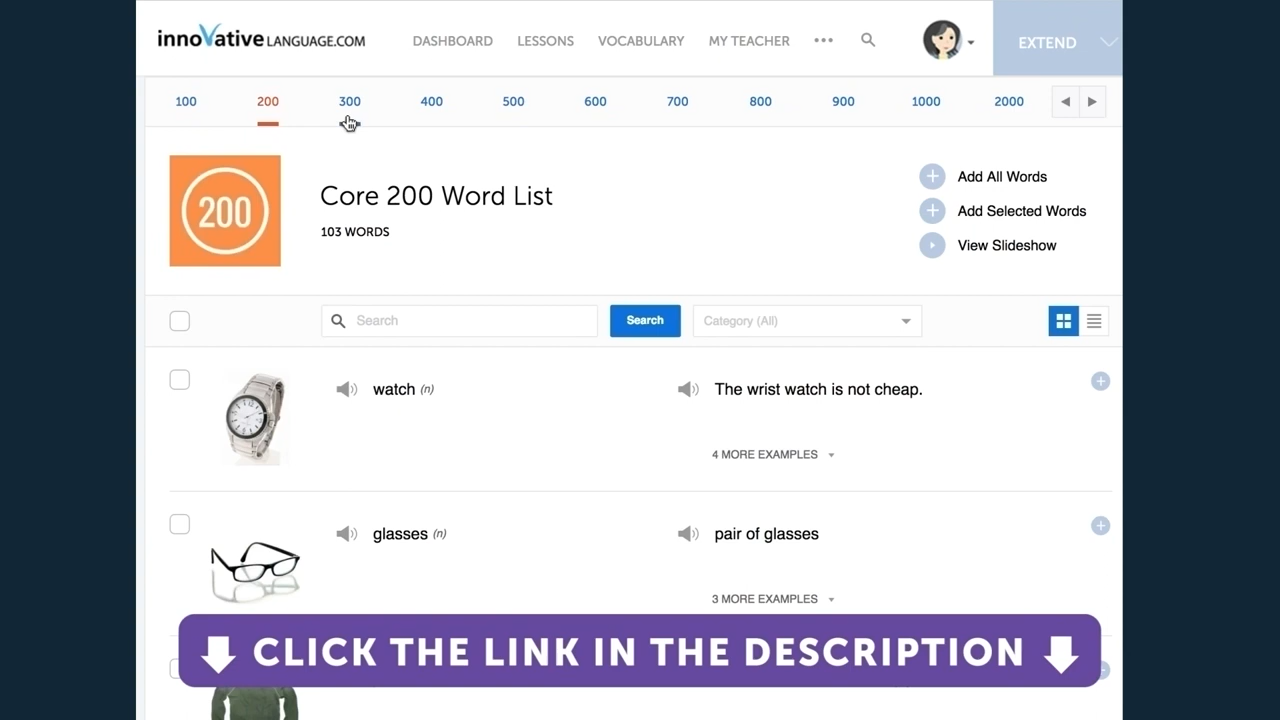 innoVative LANGUAGE.COM
DASHBOARD LESSONS VOCABULARY MY TEACHER ••• EXTEND
100 200 300 400 500 600 700 800 900 1000 2000
200
Core 200 Word List
103 WORDS
Add All Words
Add Selected Words
View Slideshow
Search Search Category (All)
watch (n) The wrist watch is not cheap.
4 MORE EXAMPLES
glasses (n) pair of glasses
3 MORE EXAMPLES
CLICK THE LINK IN THE DESCRIPTION